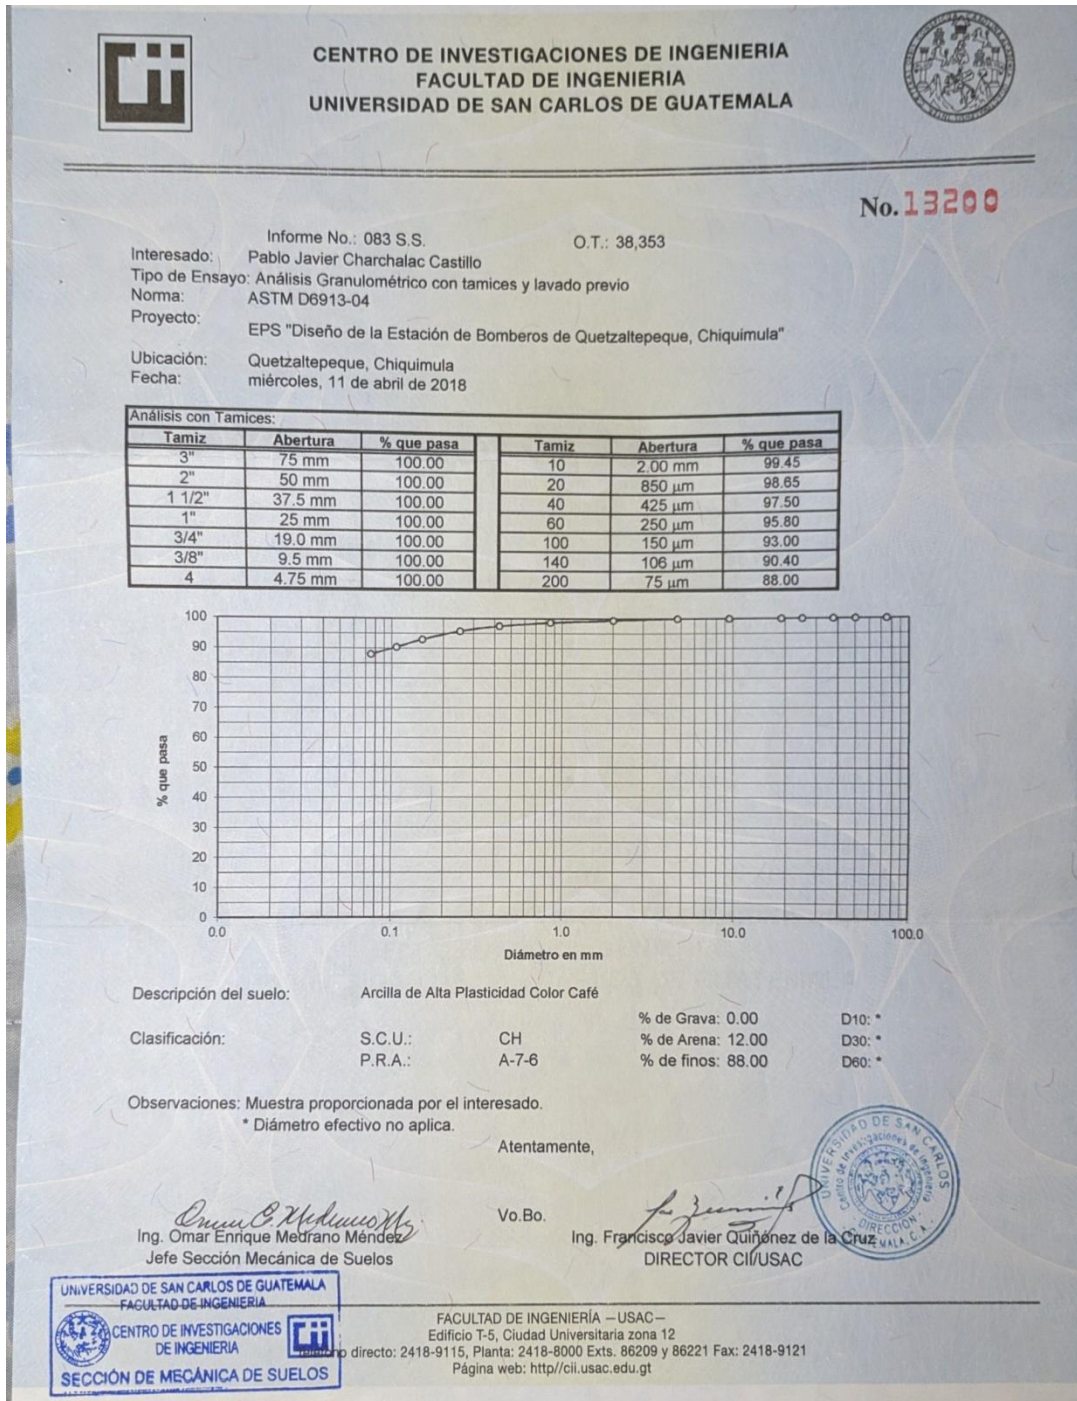 Cii
CENTRO DE INVESTIGACIONES DE INGENIERIA
FACULTAD DE INGENIERIA
UNIVERSIDAD DE SAN CARLOS DE GUATEMALA
No. 13200
Informe No.: 083 S.S. O.T.: 38,353
Interesado: Pablo Javier Charchalac Castillo
Tipo de Ensayo: Análisis Granulométrico con tamices y lavado previo
Norma: ASTM D6913-04
Proyecto: EPS "Diseño de la Estación de Bomberos de Quetzaltepeque, Chiquimula"
Ubicación: Quetzaltepeque, Chiquimula
Fecha: miércoles, 11 de abril de 2018
Análisis con Tamices:
Tamiz Abertura % que pasa Tamiz Abertura % que pasa
3" 75 mm 100.00 10 2.00 mm 99.45
2" 50 mm 100.00 20 850 µm 98.65
1 1/2" 37.5 mm 100.00 40 425 µm 97.50
1" 25 mm 100.00 60 250 µm 95.80
3/4" 19.0 mm 100.00 100 150 µm 93.00
3/8" 9.5 mm 100.00 140 106 µm 90.40
4 4.75 mm 100.00 200 75 µm 88.00
100
90
80
70
60
50
40
30
20
10
0
% que pasa
0.0 0.1 1.0 10.0 100.0
Diámetro en mm
Descripción del suelo: Arcilla de Alta Plasticidad Color Café
% de Grava: 0.00 D10: *
Clasificación: S.C.U.: CH % de Arena: 12.00 D30: *
P.R.A.: A-7-6 % de finos: 88.00 D60: *
Observaciones: Muestra proporcionada por el interesado.
* Diámetro efectivo no aplica.
Atentamente,
Vo.Bo.
Ing. Omar Enrique Medrano Méndez
Jefe Sección Mecánica de Suelos
Ing. Francisco Javier Quiñónez de la Cruz
DIRECTOR CII/USAC
UNIVERSIDAD DE SAN CARLOS
Centro de Investigaciones de Ingeniería
DIRECCION
UNIVERSIDAD DE SAN CARLOS DE GUATEMALA
FACULTAD DE INGENIERIA
CENTRO DE INVESTIGACIONES
DE INGENIERIA
Cii
SECCIÓN DE MECÁNICA DE SUELOS
FACULTAD DE INGENIERÍA —USAC—
Edificio T-5, Ciudad Universitaria zona 12
directo: 2418-9115, Planta: 2418-8000 Exts. 86209 y 86221 Fax: 2418-9121
Página web: http//cii.usac.edu.gt